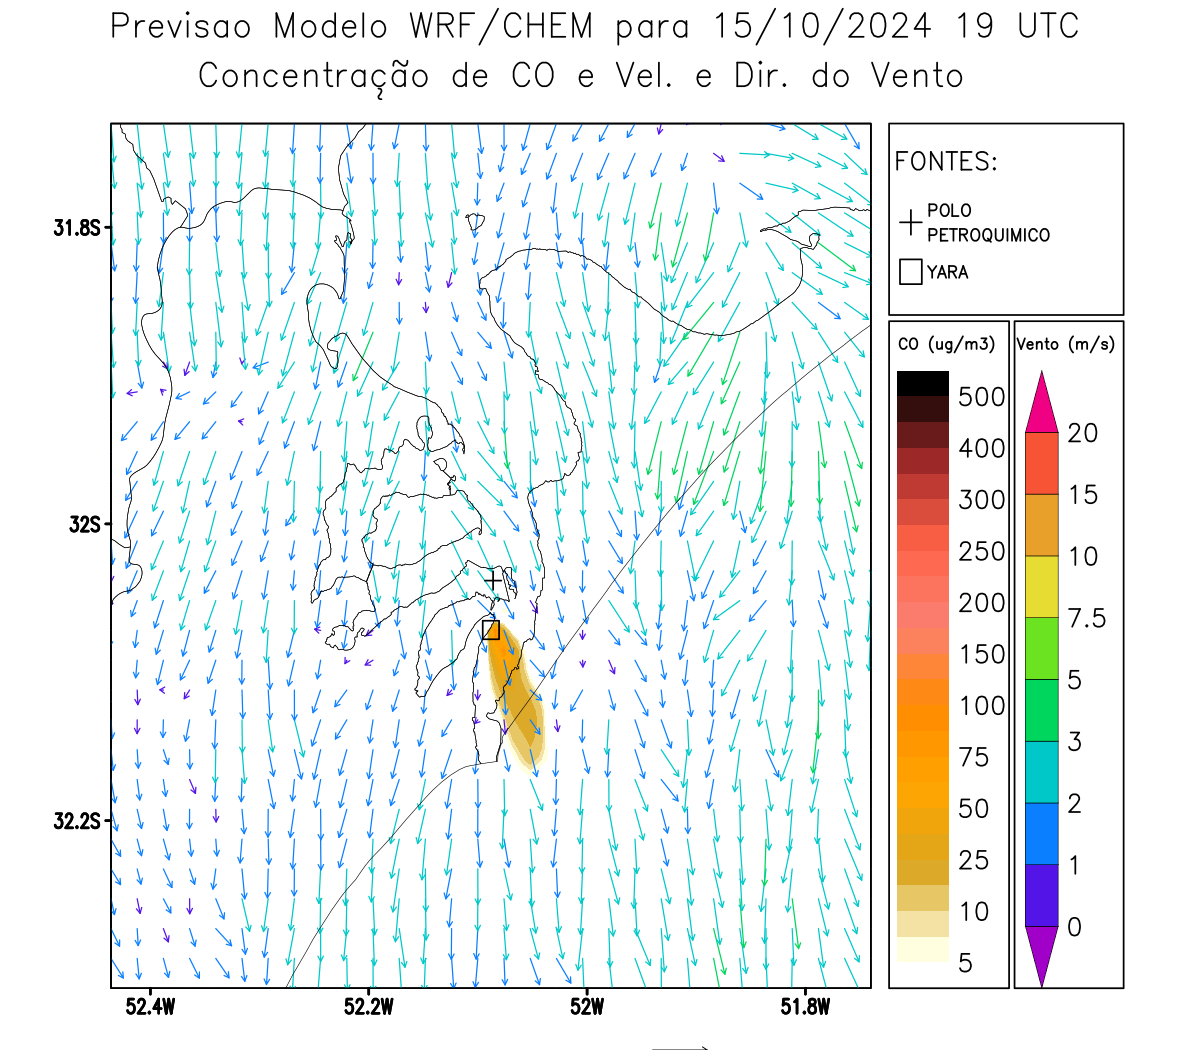 Previsao Modelo WRF/CHEM para 15/10/2024 19 UTC
Concentração de CO e Vel. e Dir. do Vento
FONTES:
POLO
PETROQUIMICO
YARA
CO (ug/m3)
500
400
300
250
200
150
100
75
50
25
10
5
Vento (m/s)
20
15
10
7.5
5
3
2
1
0
31.8S
32S
32.2S
52.4W 52.2W 52W 51.8W